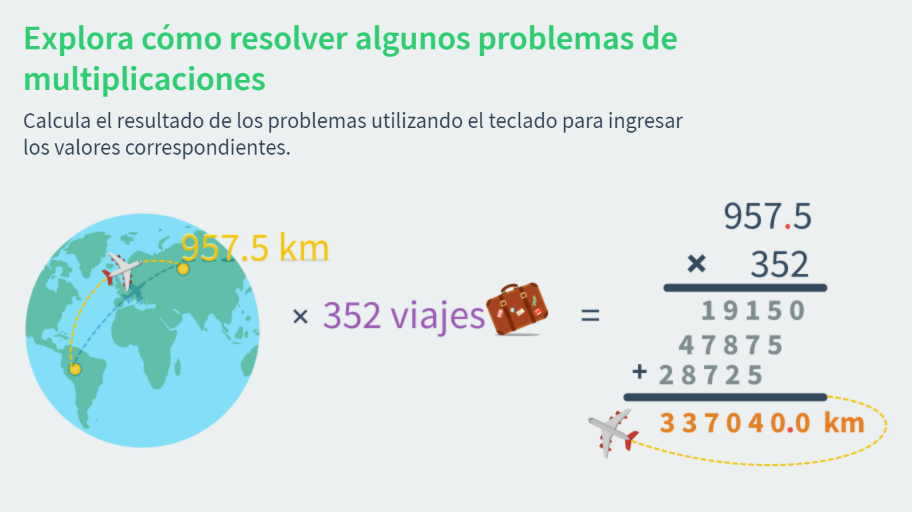 Explora cómo resolver algunos problemas de
multiplicaciones
Calcula el resultado de los problemas utilizando el teclado para ingresar
los valores correspondientes.
957.5 km
× 352 viajes =
957.5
× 352
19150
47875
+ 28725
337040.0 km